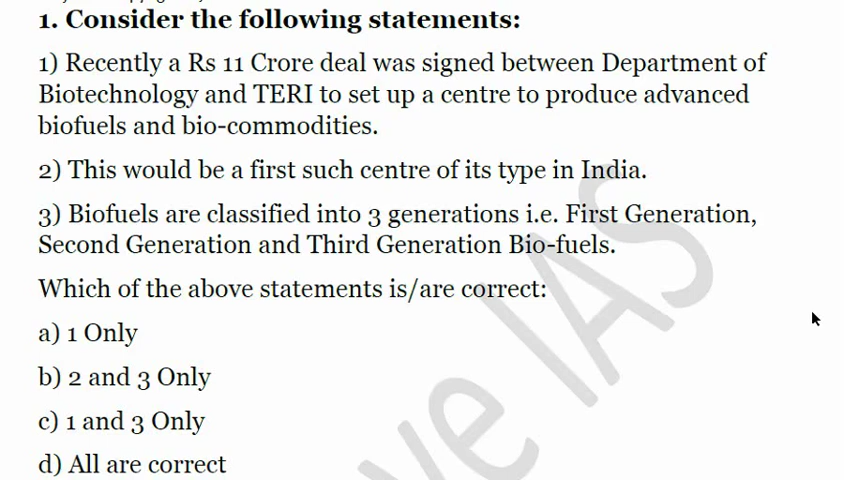 1. Consider the following statements:
1) Recently a Rs 11 Crore deal was signed between Department of
Biotechnology and TERI to set up a centre to produce advanced
biofuels and bio-commodities.
2) This would be a first such centre of its type in India.
3) Biofuels are classified into 3 generations i.e. First Generation,
Second Generation and Third Generation Bio-fuels.
Which of the above statements is/are correct:
a) 1 Only
b) 2 and 3 Only
c) 1 and 3 Only
d) All are correct
IAS